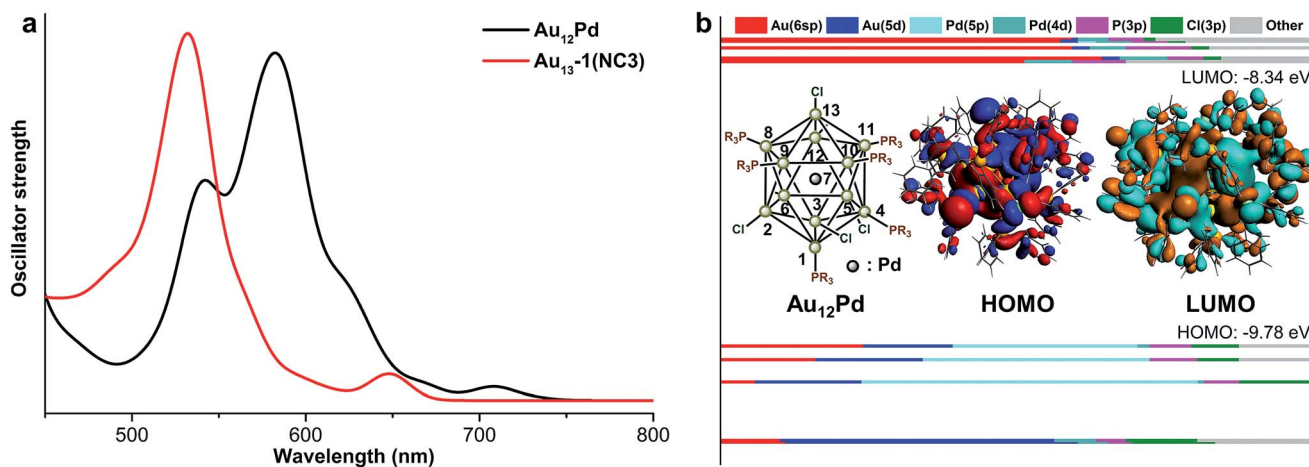 a
Au₁₂Pd
Au₁₃-1(NC3)
Oscillator strength
500
600
700
800
Wavelength (nm)
b
Au(6sp) Au(5d) Pd(5p) Pd(4d) P(3p) Cl(3p) Other
LUMO: -8.34 eV
Cl
13
8
11
R₃P
PR₃
9
12
10
R₃P
PR₃
7
3
6
5
4
Cl
2
Cl
Cl
PR₃
1
PR₃
: Pd
Au₁₂Pd
HOMO
LUMO
HOMO: -9.78 eV